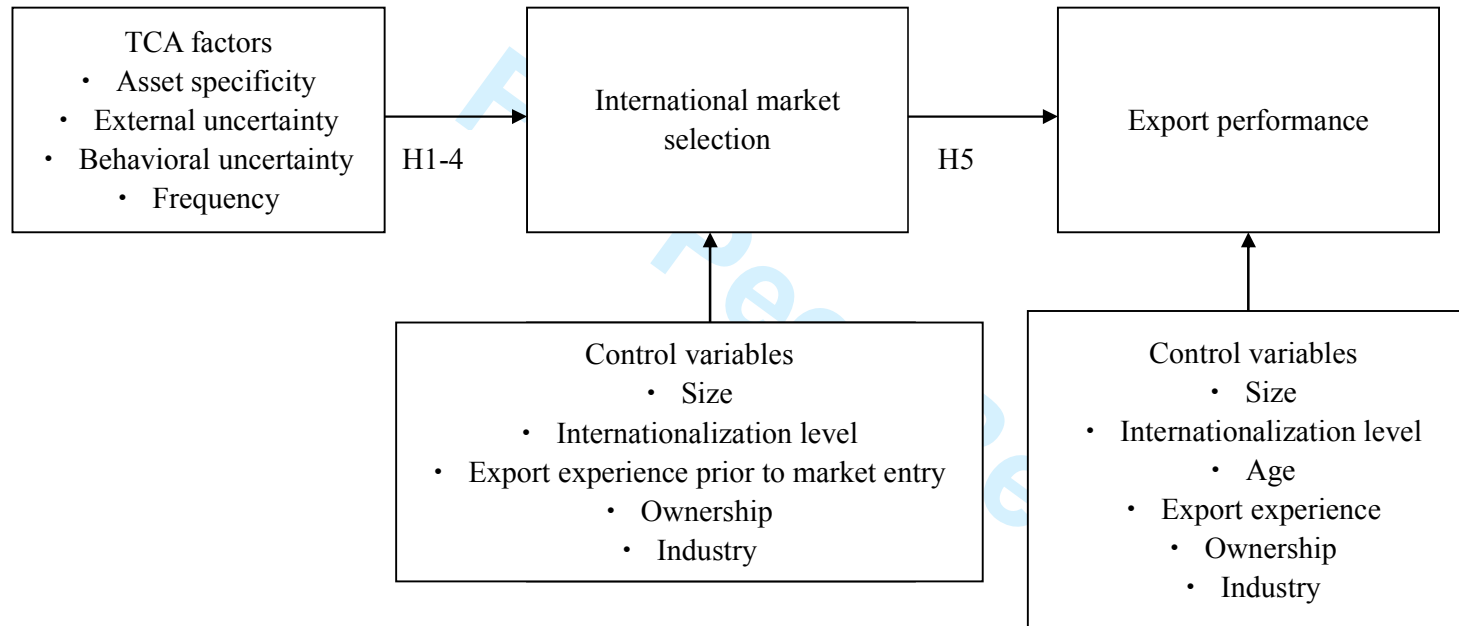 TCA factors
• Asset specificity
• External uncertainty
• Behavioral uncertainty
• Frequency
H1-4
International market
selection
H5
Export performance
Control variables
• Size
• Internationalization level
• Export experience prior to market entry
• Ownership
• Industry
Control variables
• Size
• Internationalization level
• Age
• Export experience
• Ownership
• Industry